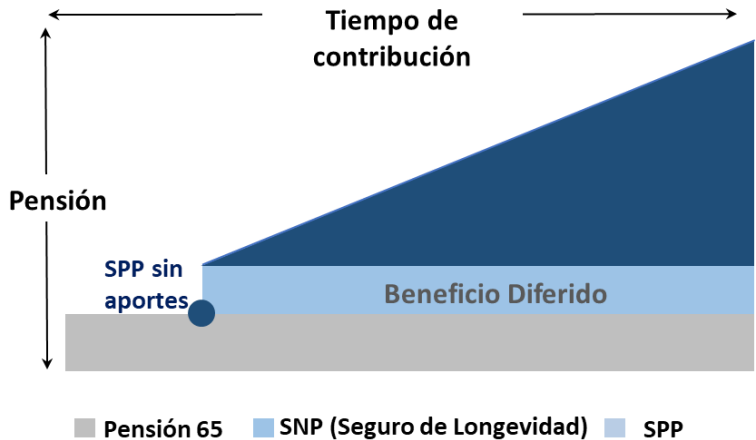 Tiempo de
contribución
Pensión
SPP sin
aportes
Beneficio Diferido
Pensión 65
SNP (Seguro de Longevidad)
SPP